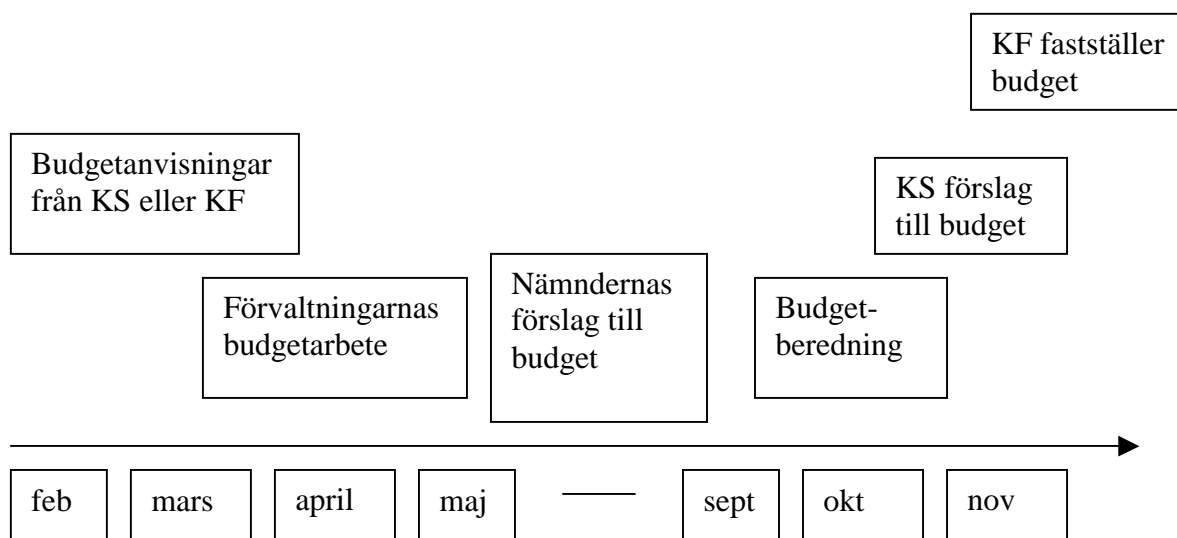 KF fastställer
budget
Budgetanvisningar
från KS eller KF
KS förslag
till budget
Förvaltningarnas
budgetarbete
Nämndernas
förslag till
budget
Budget-
beredning
feb
mars
april
maj
sept
okt
nov